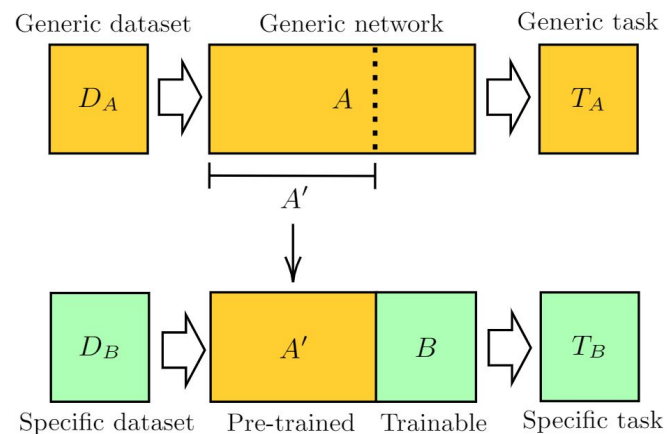 Generic dataset Generic network Generic task
D_A A T_A
A′
D_B A′ B T_B
Specific dataset Pre-trained Trainable Specific task